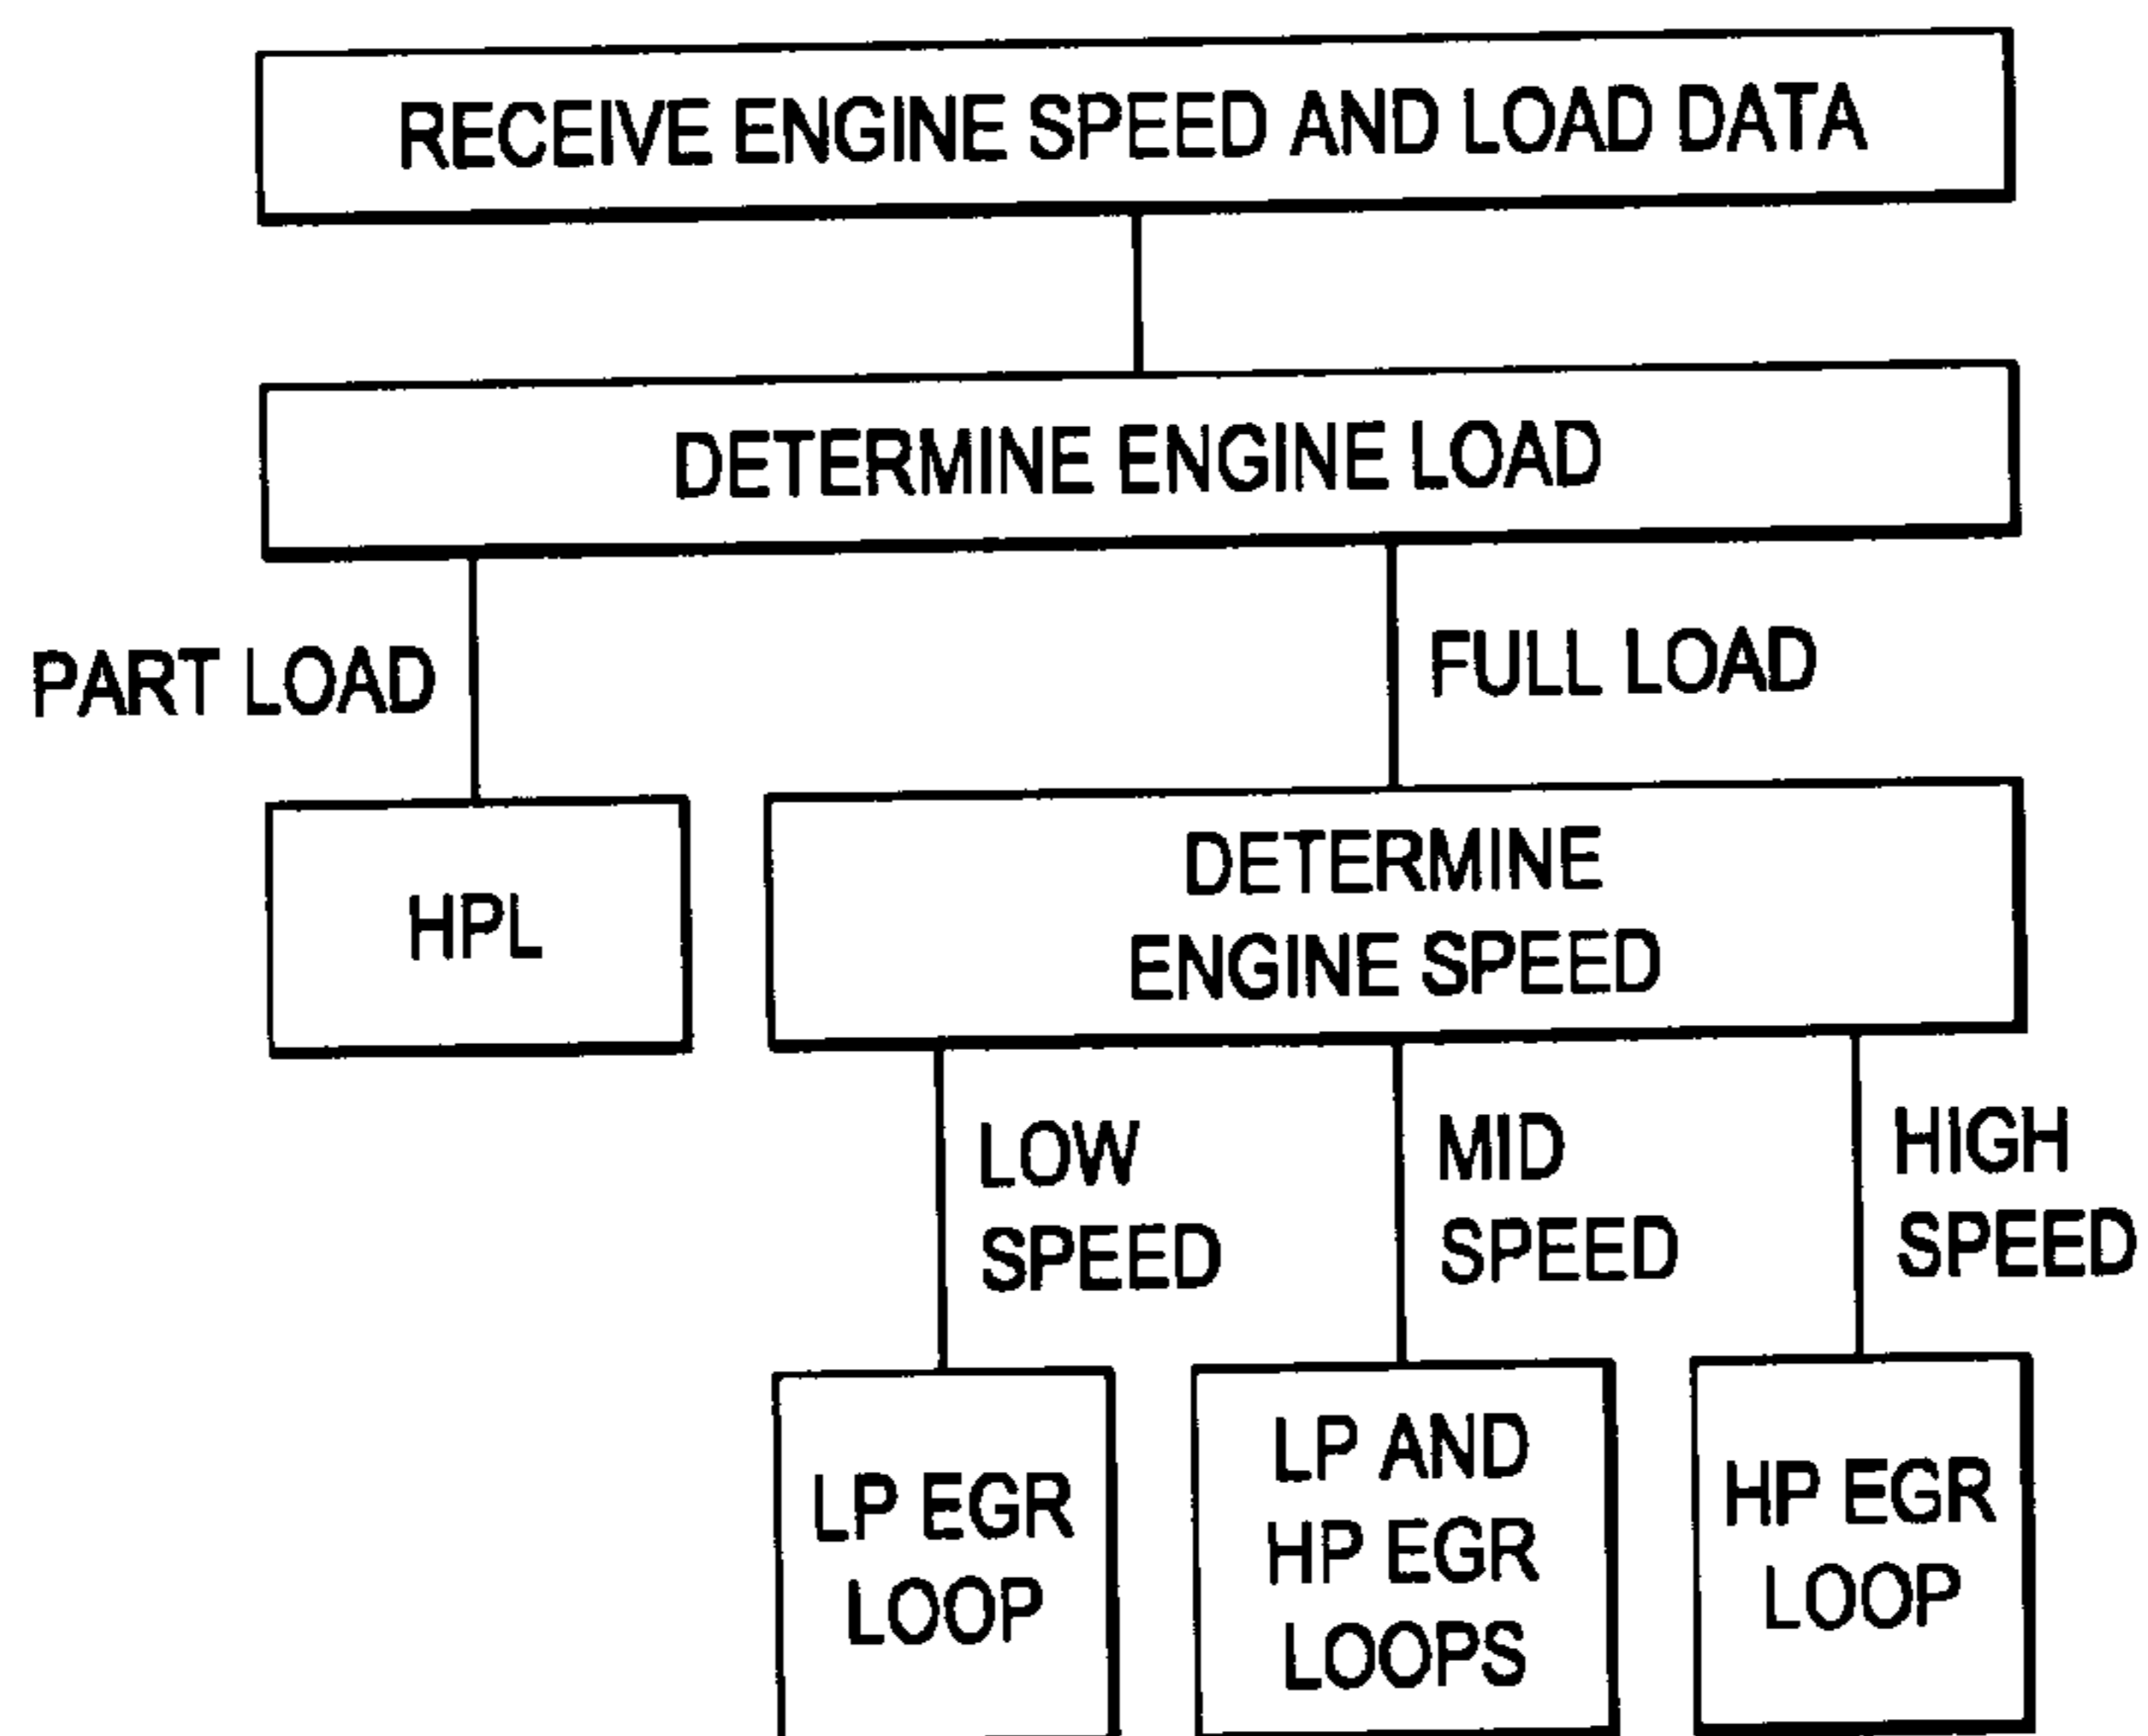 RECEIVE ENGINE SPEED AND LOAD DATA
DETERMINE ENGINE LOAD
PART LOAD
FULL LOAD
HPL
DETERMINE
ENGINE SPEED
LOW
SPEED
MID
SPEED
HIGH
SPEED
LP EGR
LOOP
LP AND
HP EGR
LOOPS
HP EGR
LOOP